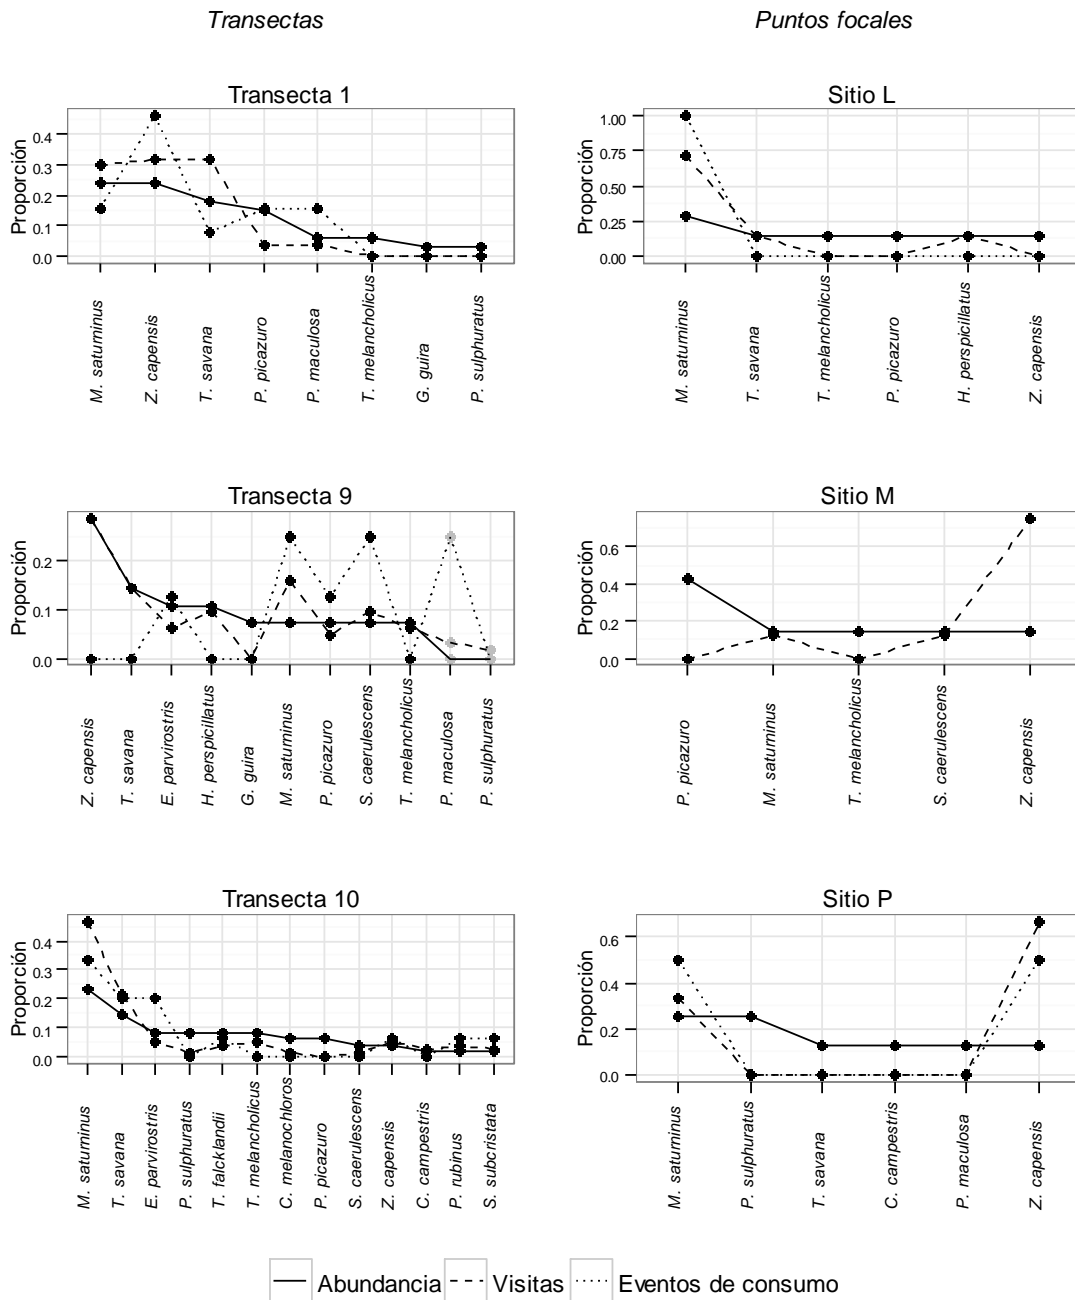 Transectas
Puntos focales
Transecta 1
Proporción
0.4
0.3
0.2
0.1
0.0
M. saturninus
Z. capensis
T. savana
P. picazuro
P. maculosa
T. melancholicus
G. guira
P. sulphuratus
Sitio L
Proporción
1.00
0.75
0.50
0.25
0.00
M. saturninus
T. savana
T. melancholicus
P. picazuro
H. perspicillatus
Z. capensis
Transecta 9
Proporción
0.2
0.1
0.0
Z. capensis
T. savana
E. parvirostris
H. perspicillatus
G. guira
M. saturninus
P. picazuro
S. caerulescens
T. melancholicus
P. maculosa
P. sulphuratus
Sitio M
Proporción
0.6
0.4
0.2
0.0
P. picazuro
M. saturninus
T. melancholicus
S. caerulescens
Z. capensis
Transecta 10
Proporción
0.4
0.3
0.2
0.1
0.0
M. saturninus
T. savana
E. parvirostris
P. sulphuratus
T. falcklandii
T. melancholicus
C. melanochloros
P. picazuro
S. caerulescens
Z. capensis
C. campestris
P. rubinus
S. subcristata
Sitio P
Proporción
0.6
0.4
0.2
0.0
M. saturninus
P. sulphuratus
T. savana
C. campestris
P. maculosa
Z. capensis
Abundancia Visitas Eventos de consumo